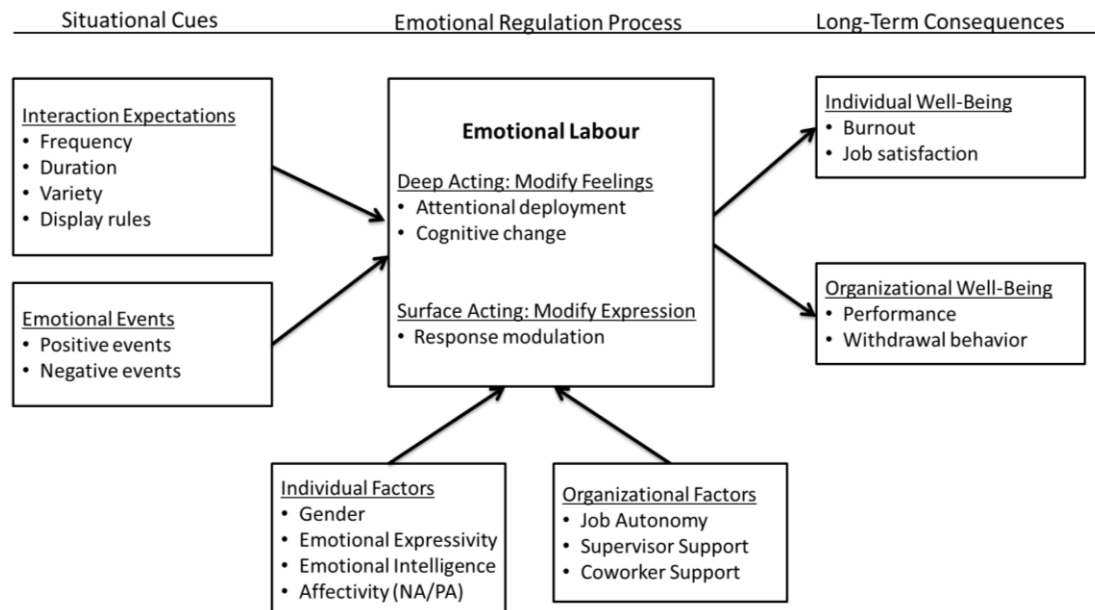 Situational Cues
Emotional Regulation Process
Long-Term Consequences
Interaction Expectations
• Frequency
• Duration
• Variety
• Display rules
Emotional Events
• Positive events
• Negative events
Emotional Labour
Deep Acting: Modify Feelings
• Attentional deployment
• Cognitive change
Surface Acting: Modify Expression
• Response modulation
Individual Well-Being
• Burnout
• Job satisfaction
Organizational Well-Being
• Performance
• Withdrawal behavior
Individual Factors
• Gender
• Emotional Expressivity
• Emotional Intelligence
• Affectivity (NA/PA)
Organizational Factors
• Job Autonomy
• Supervisor Support
• Coworker Support